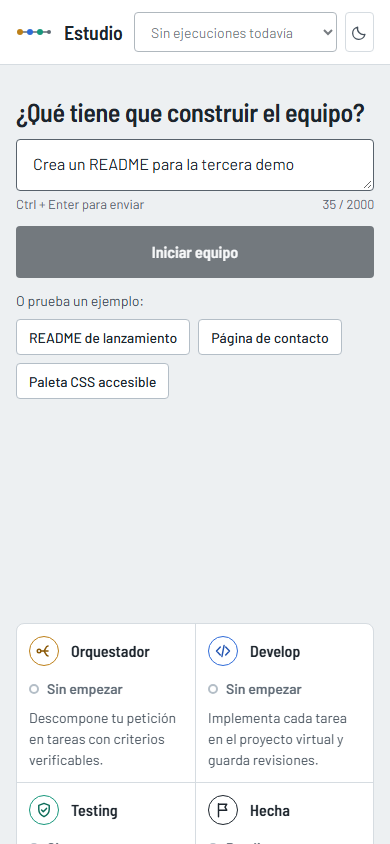 Estudio
Sin ejecuciones todavía
¿Qué tiene que construir el equipo?
Crea un README para la tercera demo
Ctrl + Enter para enviar
35 / 2000
Iniciar equipo
O prueba un ejemplo:
README de lanzamiento
Página de contacto
Paleta CSS accesible
Orquestador
Sin empezar
Descompone tu petición
en tareas con criterios
verificables.
Develop
Sin empezar
Implementa cada tarea
en el proyecto virtual y
guarda revisiones.
Testing
Hecha